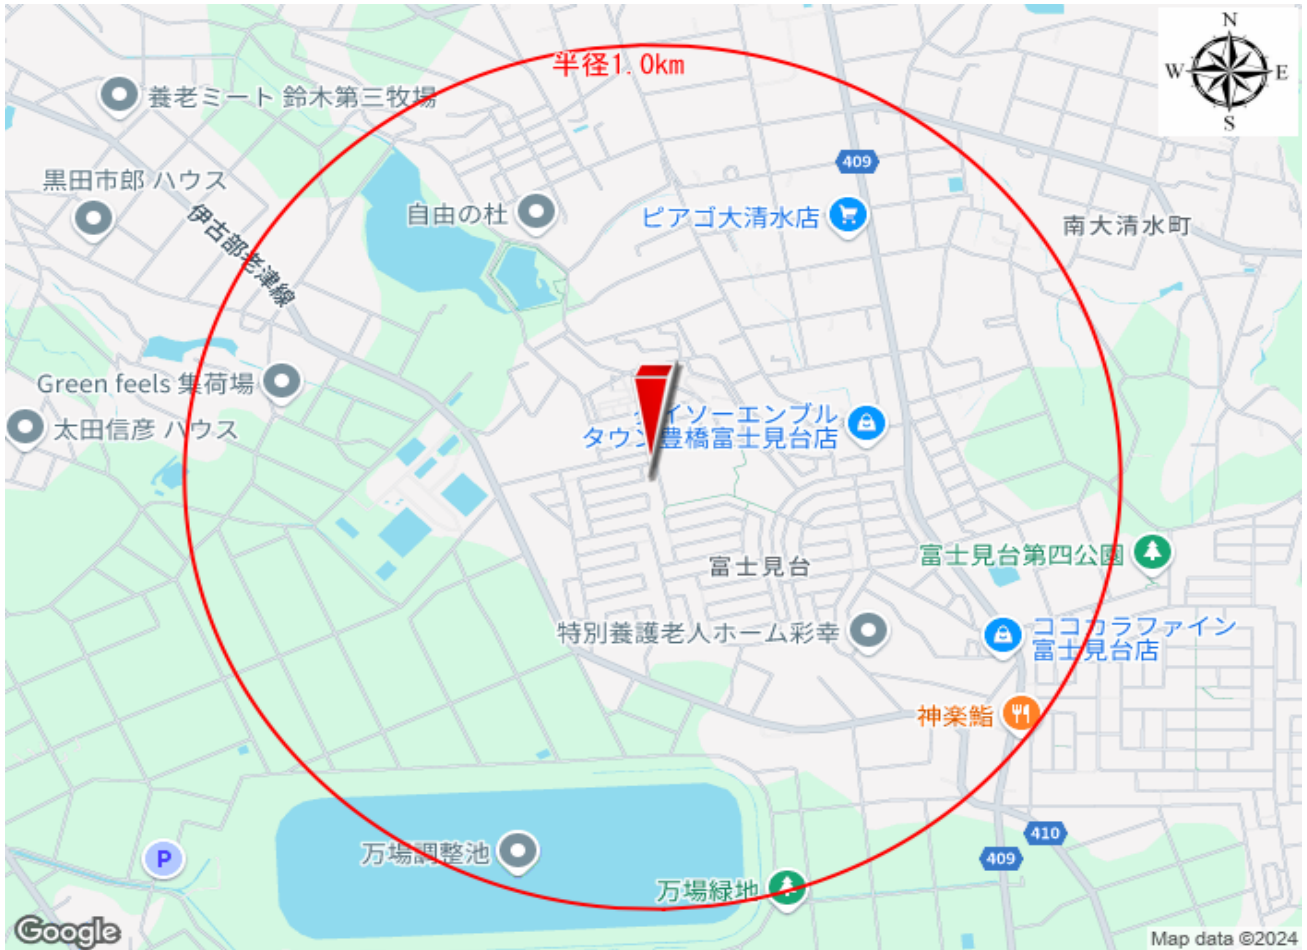 半径1.0km
N
W
E
S
養老ミート 鈴木第三牧場
409
黒田市郎 ハウス
自由の杜
ピアゴ大清水店
南大清水町
伊古部老津線
Green feels 集荷場
太田信彦 ハウス
イソーエンブル
タウン豊橋富士見台店
富士見台第四公園
富士見台
特別養護老人ホーム彩幸
ココカラファイン
富士見台店
神楽鮨
410
409
P
万場調整池
万場緑地
Google
Map data ©2024